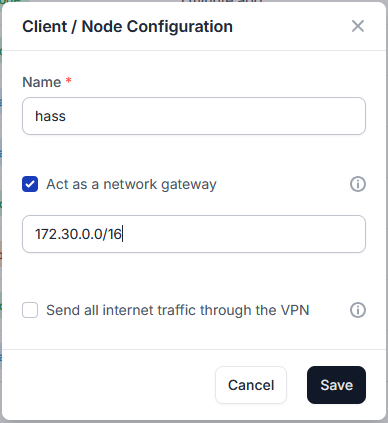 Client / Node Configuration
Name *
hass
Act as a network gateway
172.30.0.0/16
Send all internet traffic through the VPN
Cancel
Save